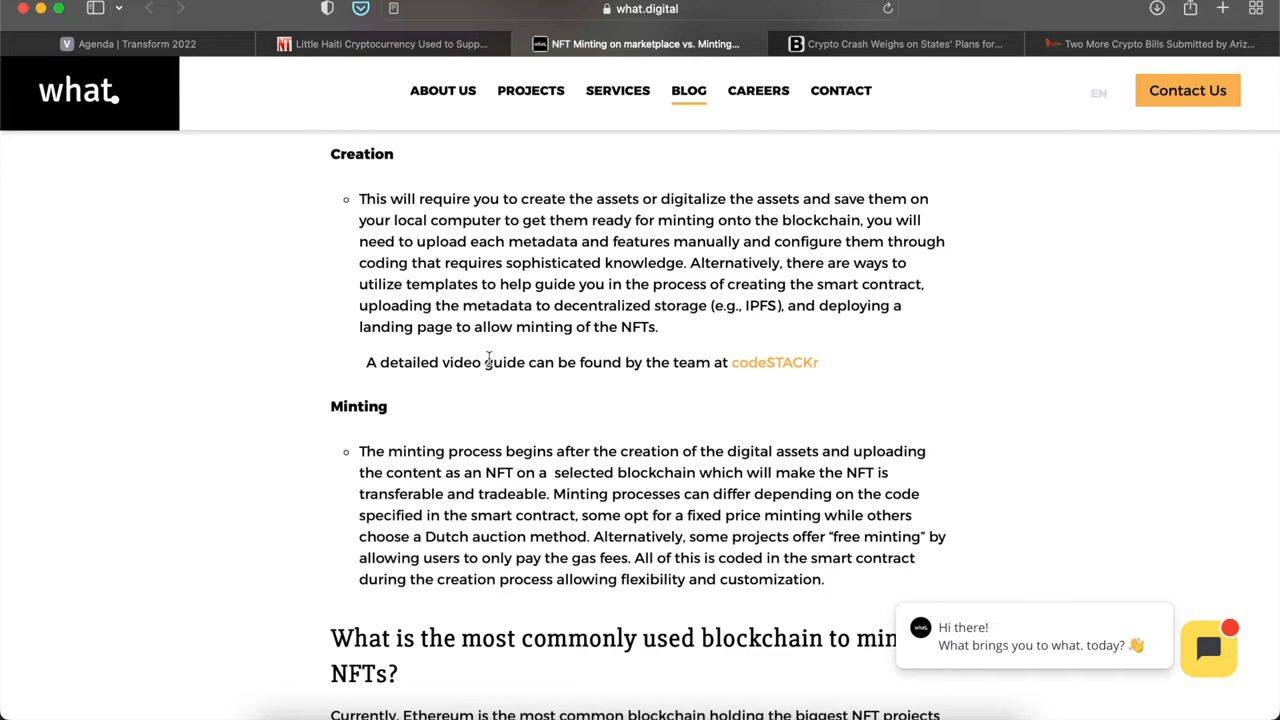 what.digital
Agenda | Transform 2022
Little Haiti Cryptocurrency Used to Supp...
NFT Minting on marketplace vs. Minting...
Crypto Crash Weighs on States' Plans for...
Two More Crypto Bills Submitted by Ariz...
what.
ABOUT US PROJECTS SERVICES BLOG CAREERS CONTACT
EN
Contact Us
Creation
This will require you to create the assets or digitalize the assets and save them on
your local computer to get them ready for minting onto the blockchain, you will
need to upload each metadata and features manually and configure them through
coding that requires sophisticated knowledge. Alternatively, there are ways to
utilize templates to help guide you in the process of creating the smart contract,
uploading the metadata to decentralized storage (e.g., IPFS), and deploying a
landing page to allow minting of the NFTs.
A detailed video guide can be found by the team at codeSTACKr
Minting
The minting process begins after the creation of the digital assets and uploading
the content as an NFT on a selected blockchain which will make the NFT is
transferable and tradeable. Minting processes can differ depending on the code
specified in the smart contract, some opt for a fixed price minting while others
choose a Dutch auction method. Alternatively, some projects offer “free minting” by
allowing users to only pay the gas fees. All of this is coded in the smart contract
during the creation process allowing flexibility and customization.
What is the most commonly used blockchain to min
NFTs?
Currently, Ethereum is the most common blockchain holding the biggest NFT projects
Hi there!
What brings you to what. today? 👋